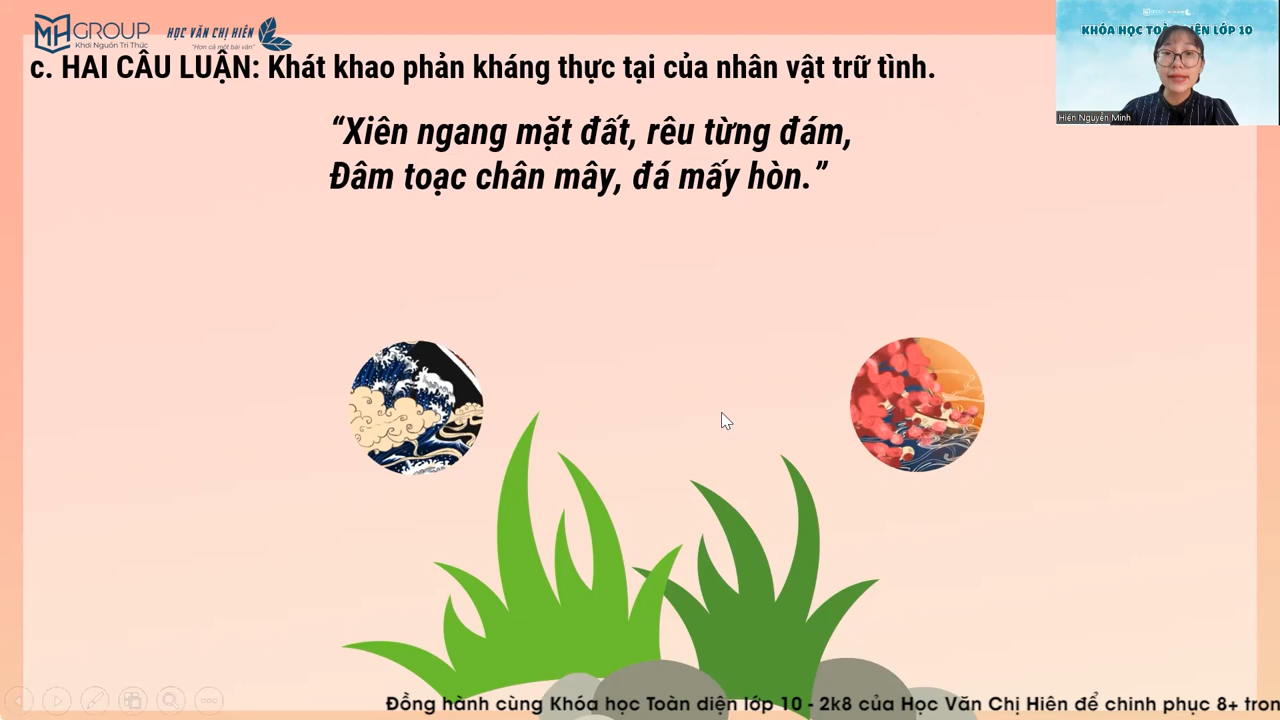 MH GROUP
Khơi Nguồn Tri Thức
HỌC VĂN CHỊ HIÊN
"Hơn cả một bài văn"
KHÓA HỌC TOÀN DIỆN LỚP 10
Hiền Nguyễn Minh
c. HAI CÂU LUẬN: Khát khao phản kháng thực tại của nhân vật trữ tình.
“Xiên ngang mặt đất, rêu từng đám,
Đâm toạc chân mây, đá mấy hòn.”
Đồng hành cùng Khóa học Toàn diện lớp 10 - 2k8 của Học Văn Chị Hiên để chinh phục 8+ tron